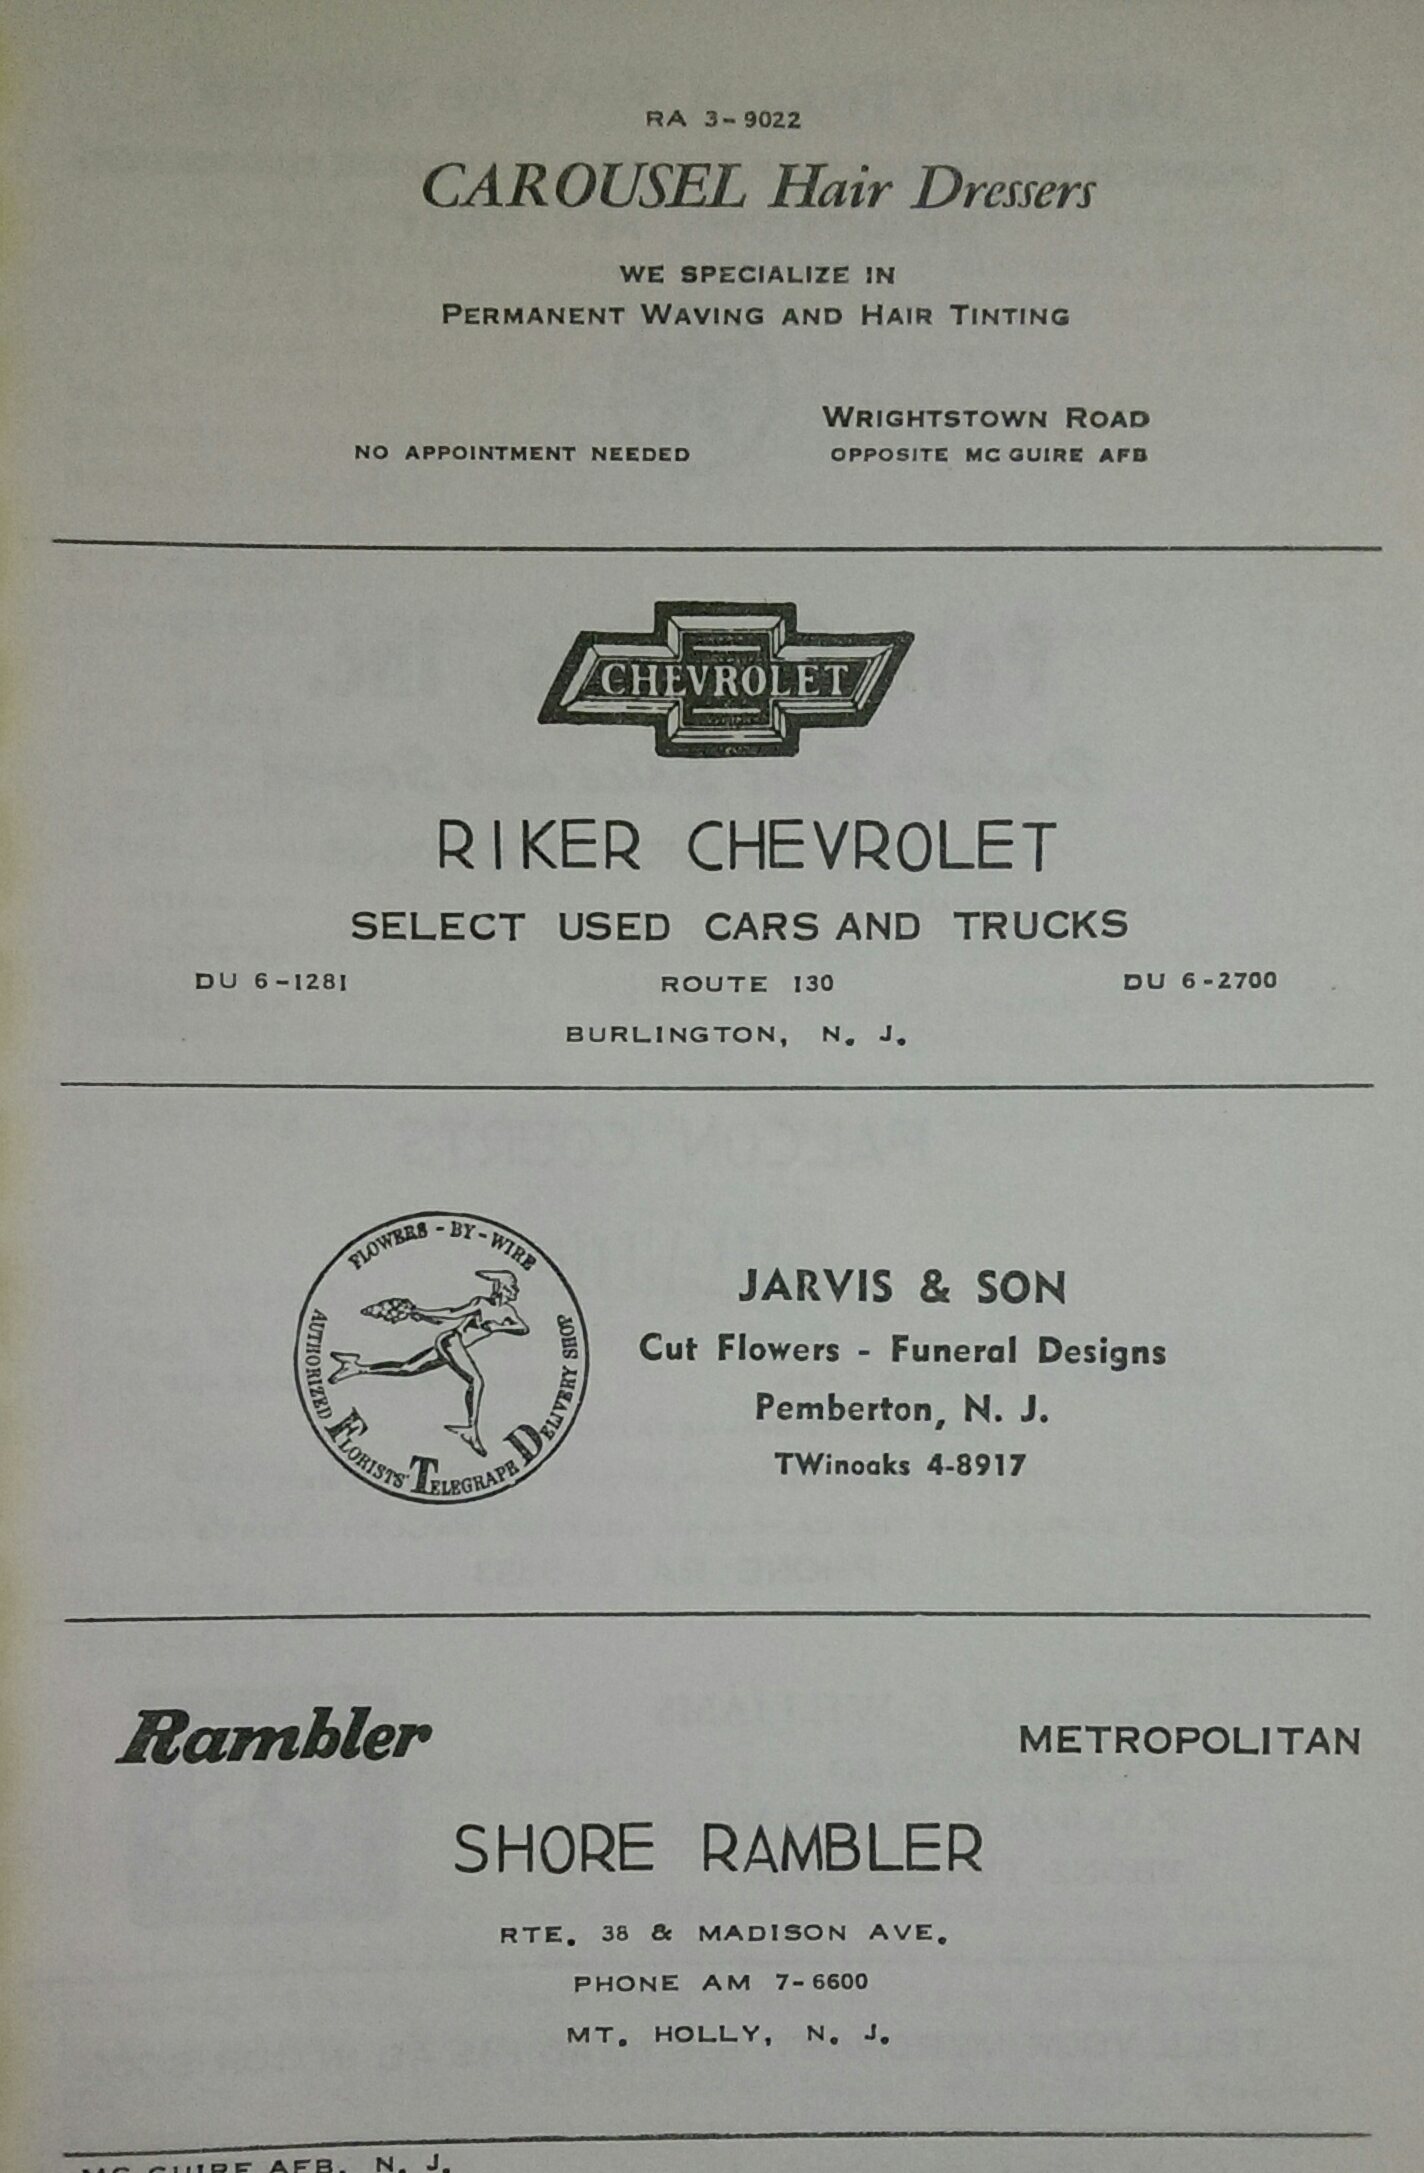 RA 3-9022
CAROUSEL Hair Dressers
WE SPECIALIZE IN
PERMANENT WAVING AND HAIR TINTING
WRIGHTSTOWN ROAD
NO APPOINTMENT NEEDED
OPPOSITE MC GUIRE AFB
CHEVROLET
RIKER CHEVROLET
SELECT USED CARS AND TRUCKS
DU 6-1281 ROUTE 130 DU 6-2700
BURLINGTON, N. J.
FLOWERS-BY-WIRE
AUTHORIZED FLORISTS' TELEGRAPH DELIVERY SHOP
JARVIS & SON
Cut Flowers - Funeral Designs
Pemberton, N. J.
TWinoaks 4-8917
Rambler METROPOLITAN
SHORE RAMBLER
RTE. 38 & MADISON AVE.
PHONE AM 7-6600
MT. HOLLY, N. J.
MC GUIRE AFB, N. J.